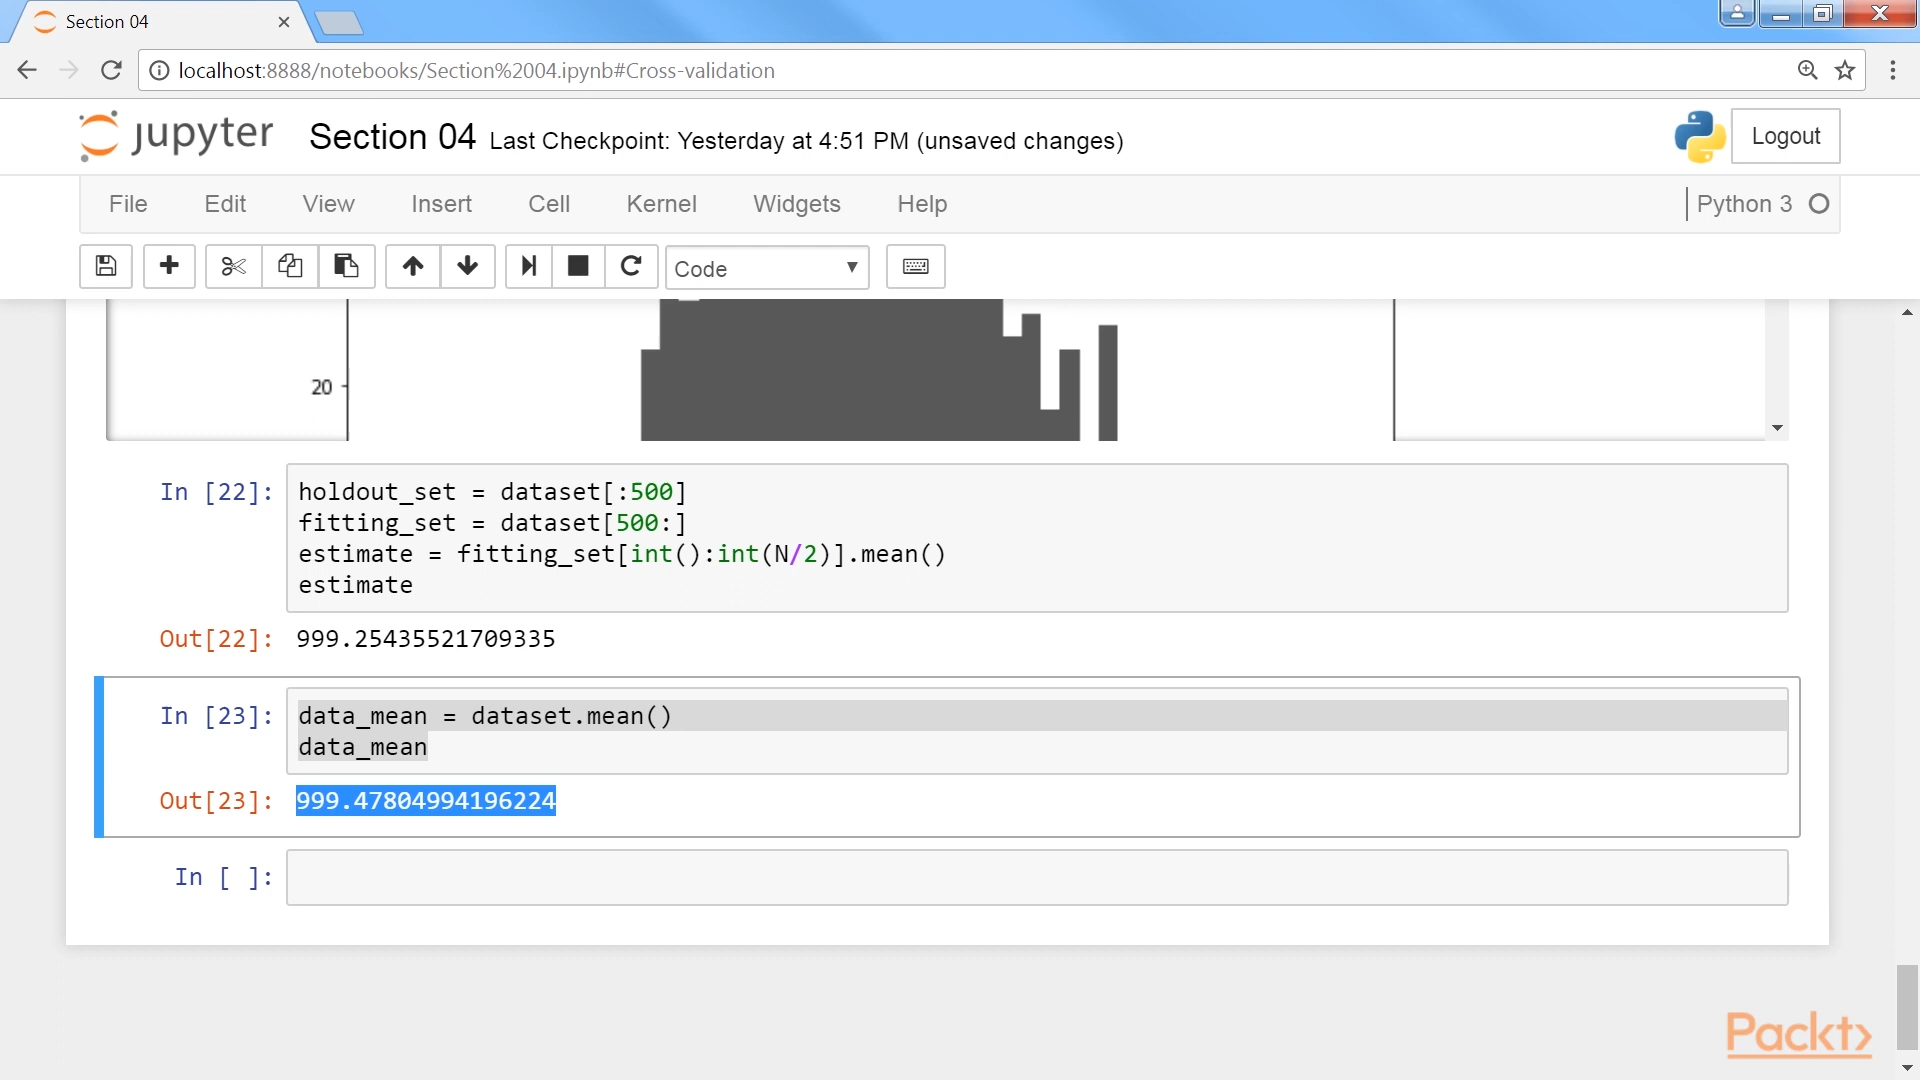 Section 04
localhost:8888/notebooks/Section%2004.ipynb#Cross-validation
jupyter Section 04 Last Checkpoint: Yesterday at 4:51 PM (unsaved changes) Logout
File Edit View Insert Cell Kernel Widgets Help Python 3
Code
20
In [22]: holdout_set = dataset[:500]
fitting_set = dataset[500:]
estimate = fitting_set[int():int(N/2)].mean()
estimate
Out[22]: 999.25435521709335
In [23]: data_mean = dataset.mean()
data_mean
Out[23]: 999.47804994196224
In [ ]:
Packt>